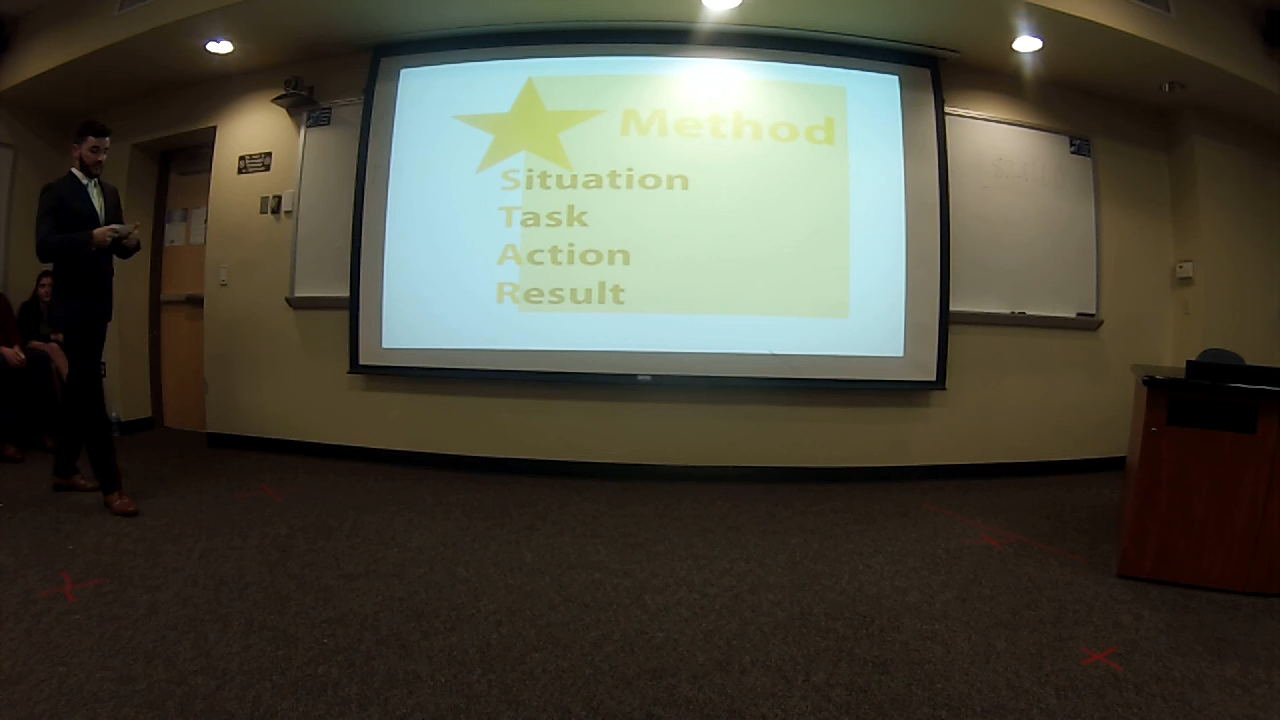 Method
Situation
Task
Action
Result